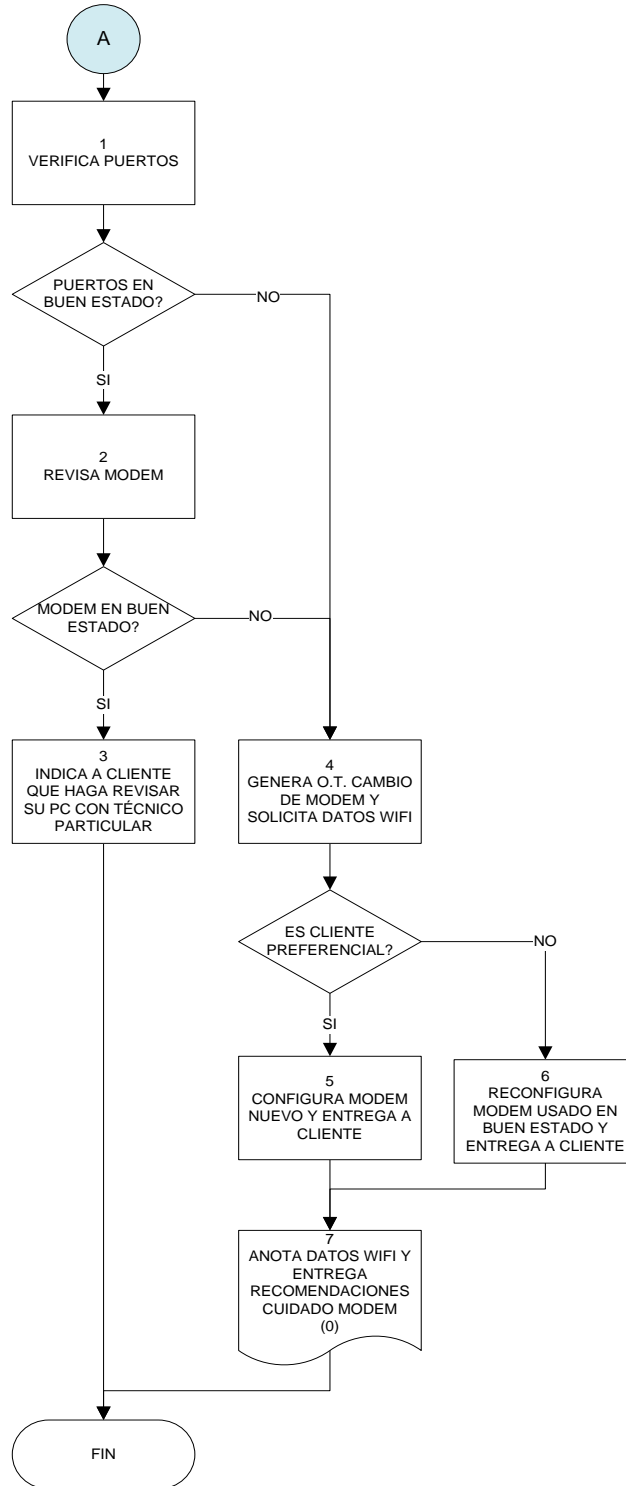 A
1
VERIFICA PUERTOS
PUERTOS EN
BUEN ESTADO?
NO
SI
2
REVISA MODEM
MODEM EN BUEN
ESTADO?
NO
SI
3
INDICA A CLIENTE
QUE HAGA REVISAR
SU PC CON TÉCNICO
PARTICULAR
4
GENERA O.T. CAMBIO
DE MODEM Y
SOLICITA DATOS WIFI
ES CLIENTE
PREFERENCIAL?
NO
SI
5
CONFIGURA MODEM
NUEVO Y ENTREGA A
CLIENTE
6
RECONFIGURA
MODEM USADO EN
BUEN ESTADO Y
ENTREGA A CLIENTE
7
ANOTA DATOS WIFI Y
ENTREGA
RECOMENDACIONES
CUIDADO MODEM
(0)
FIN